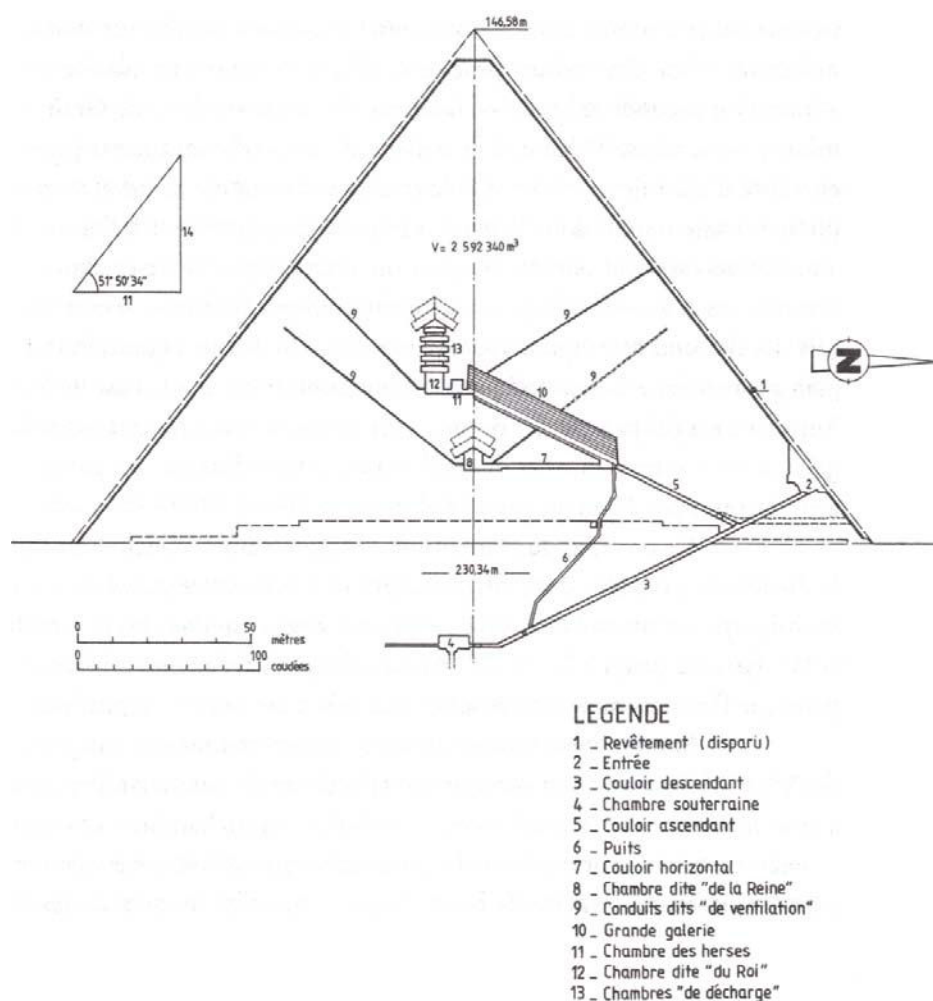 146,58m
14
V= 2 592 340 m³
51° 50' 34"
11
9
9
13
9
9
N
12
10
1
11
8
7
5
2
6
230,34m
3
0 50
mètres
4
0 100
coudées
LEGENDE
1 _ Revêtement (disparu)
2 _ Entrée
3 _ Couloir descendant
4 _ Chambre souterraine
5 _ Couloir ascendant
6 _ Puits
7 _ Couloir horizontal
8 _ Chambre dite "de la Reine"
9 _ Conduits dits "de ventilation"
10 _ Grande galerie
11 _ Chambre des herses
12 _ Chambre dite "du Roi"
13 _ Chambres "de décharge"